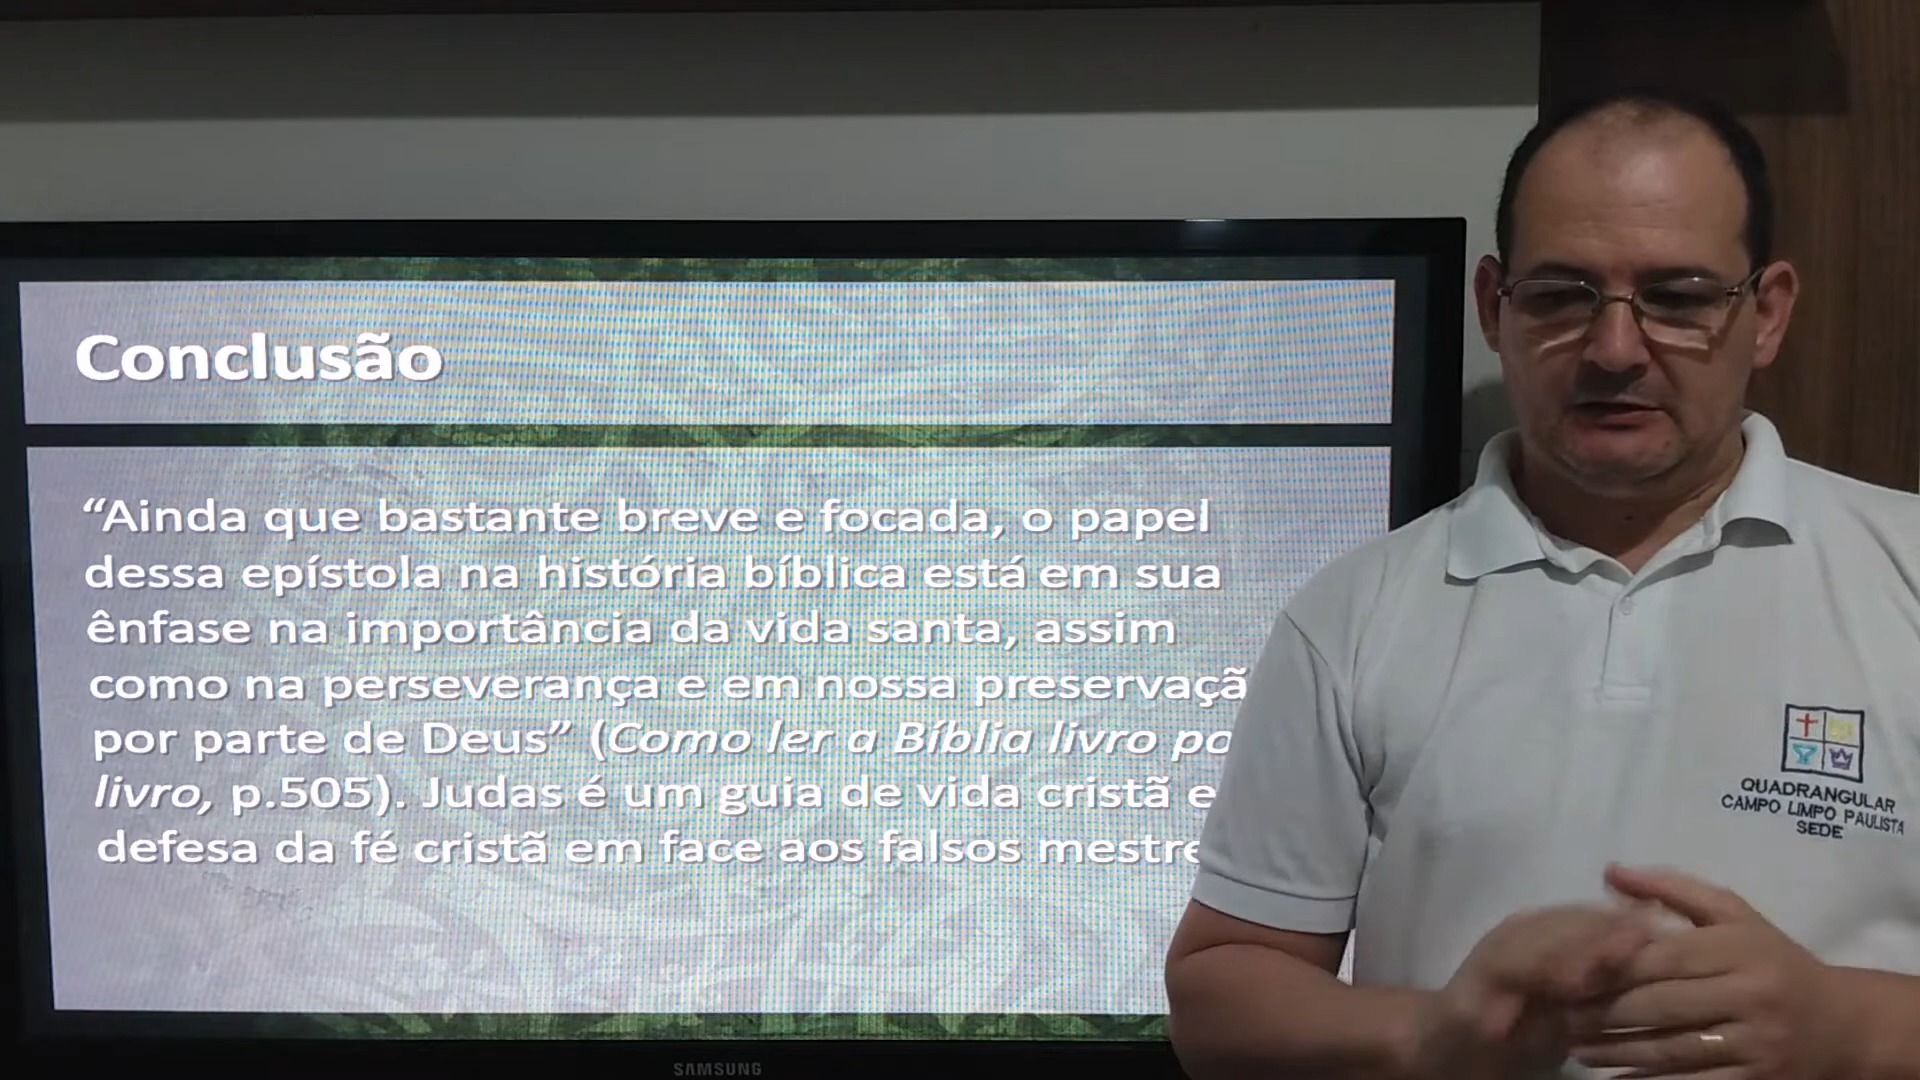 Conclusão
“Ainda que bastante breve e focada, o papel
dessa epístola na história bíblica está em sua
ênfase na importância da vida santa, assim
como na perseverança e em nossa preservaçã
por parte de Deus” (Como ler a Bíblia livro po
livro, p.505). Judas é um guia de vida cristã e
defesa da fé cristã em face aos falsos mestre
SAMSUNG
QUADRANGULAR
CAMPO LIMPO PAULISTA
SEDE